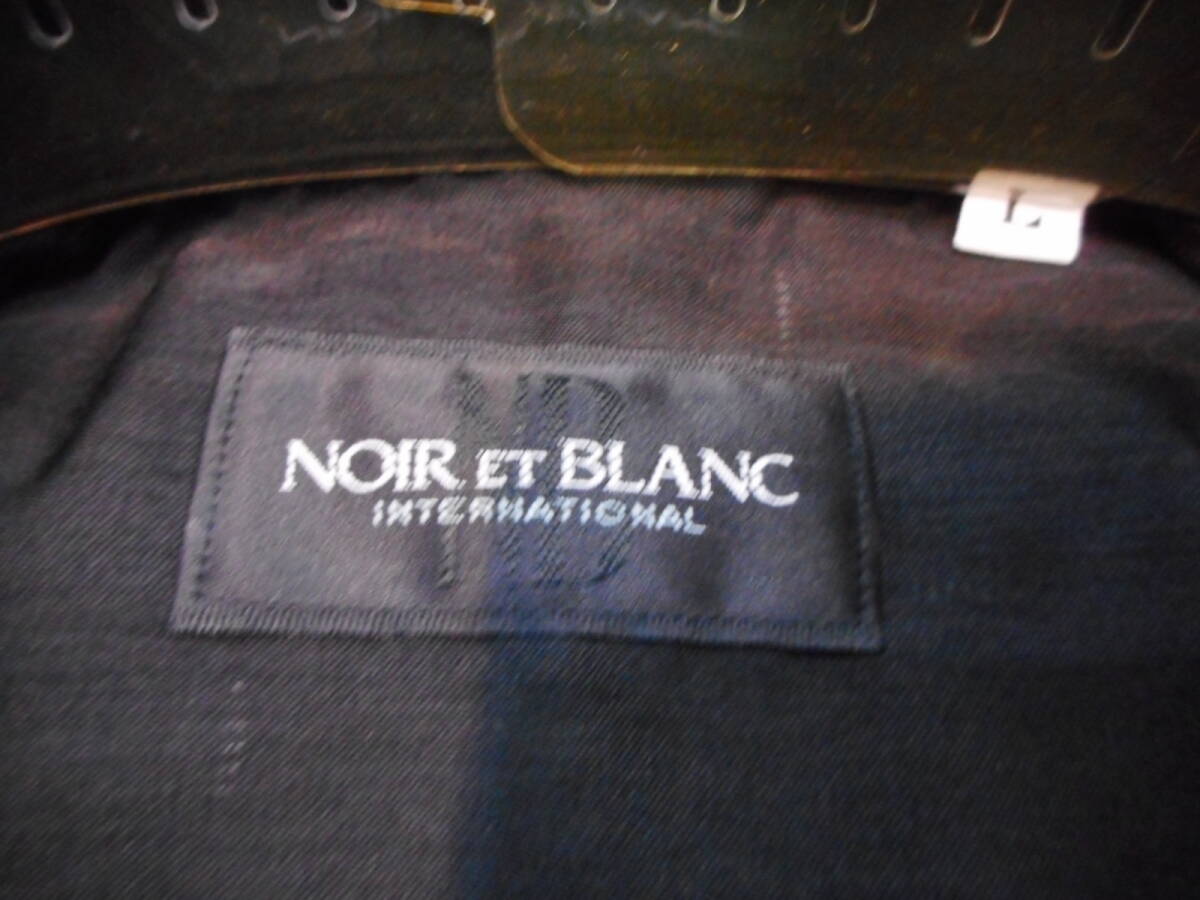 L
NOIR ET BLANC
INTERNATIONAL